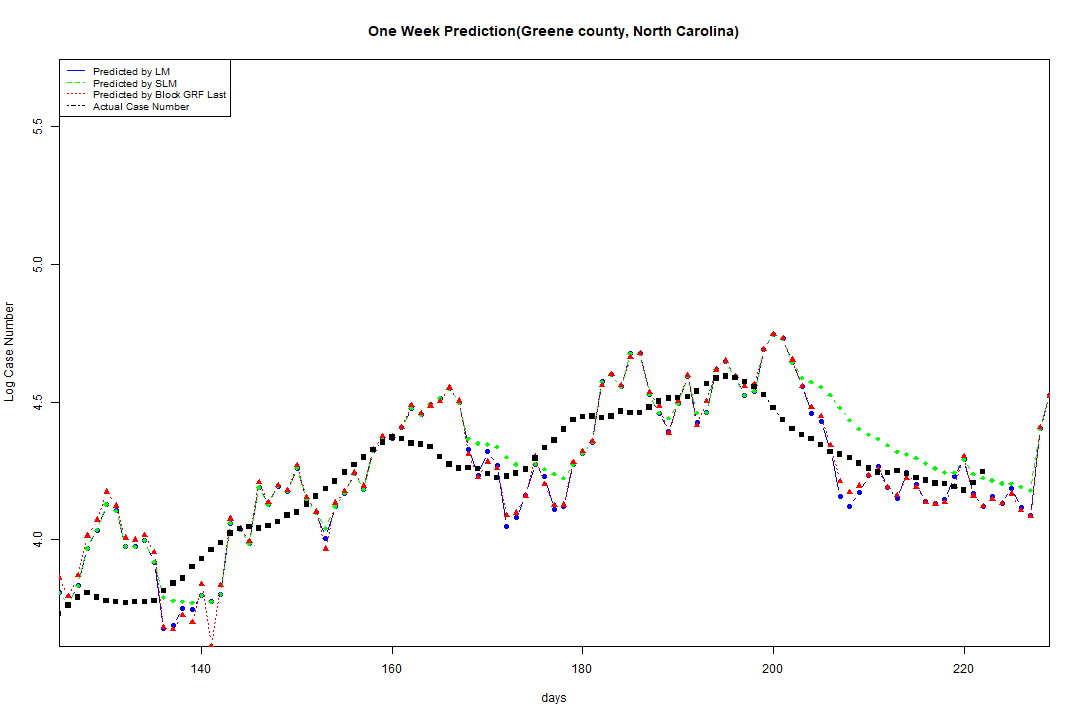 One Week Prediction(Greene county, North Carolina)
Predicted by LM
Predicted by SLM
Predicted by Block GRF Last
Actual Case Number
5.5
5.0
4.5
4.0
Log Case Number
140 160 180 200 220
days